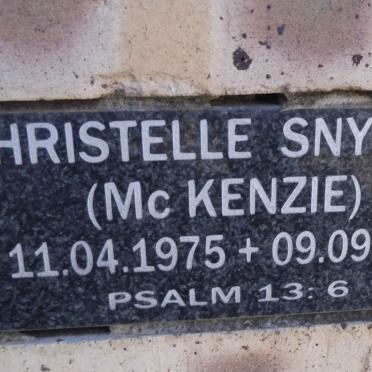 HRISTELLE SNY
(Mc KENZIE)
11.04.1975 + 09.09
PSALM 13: 6